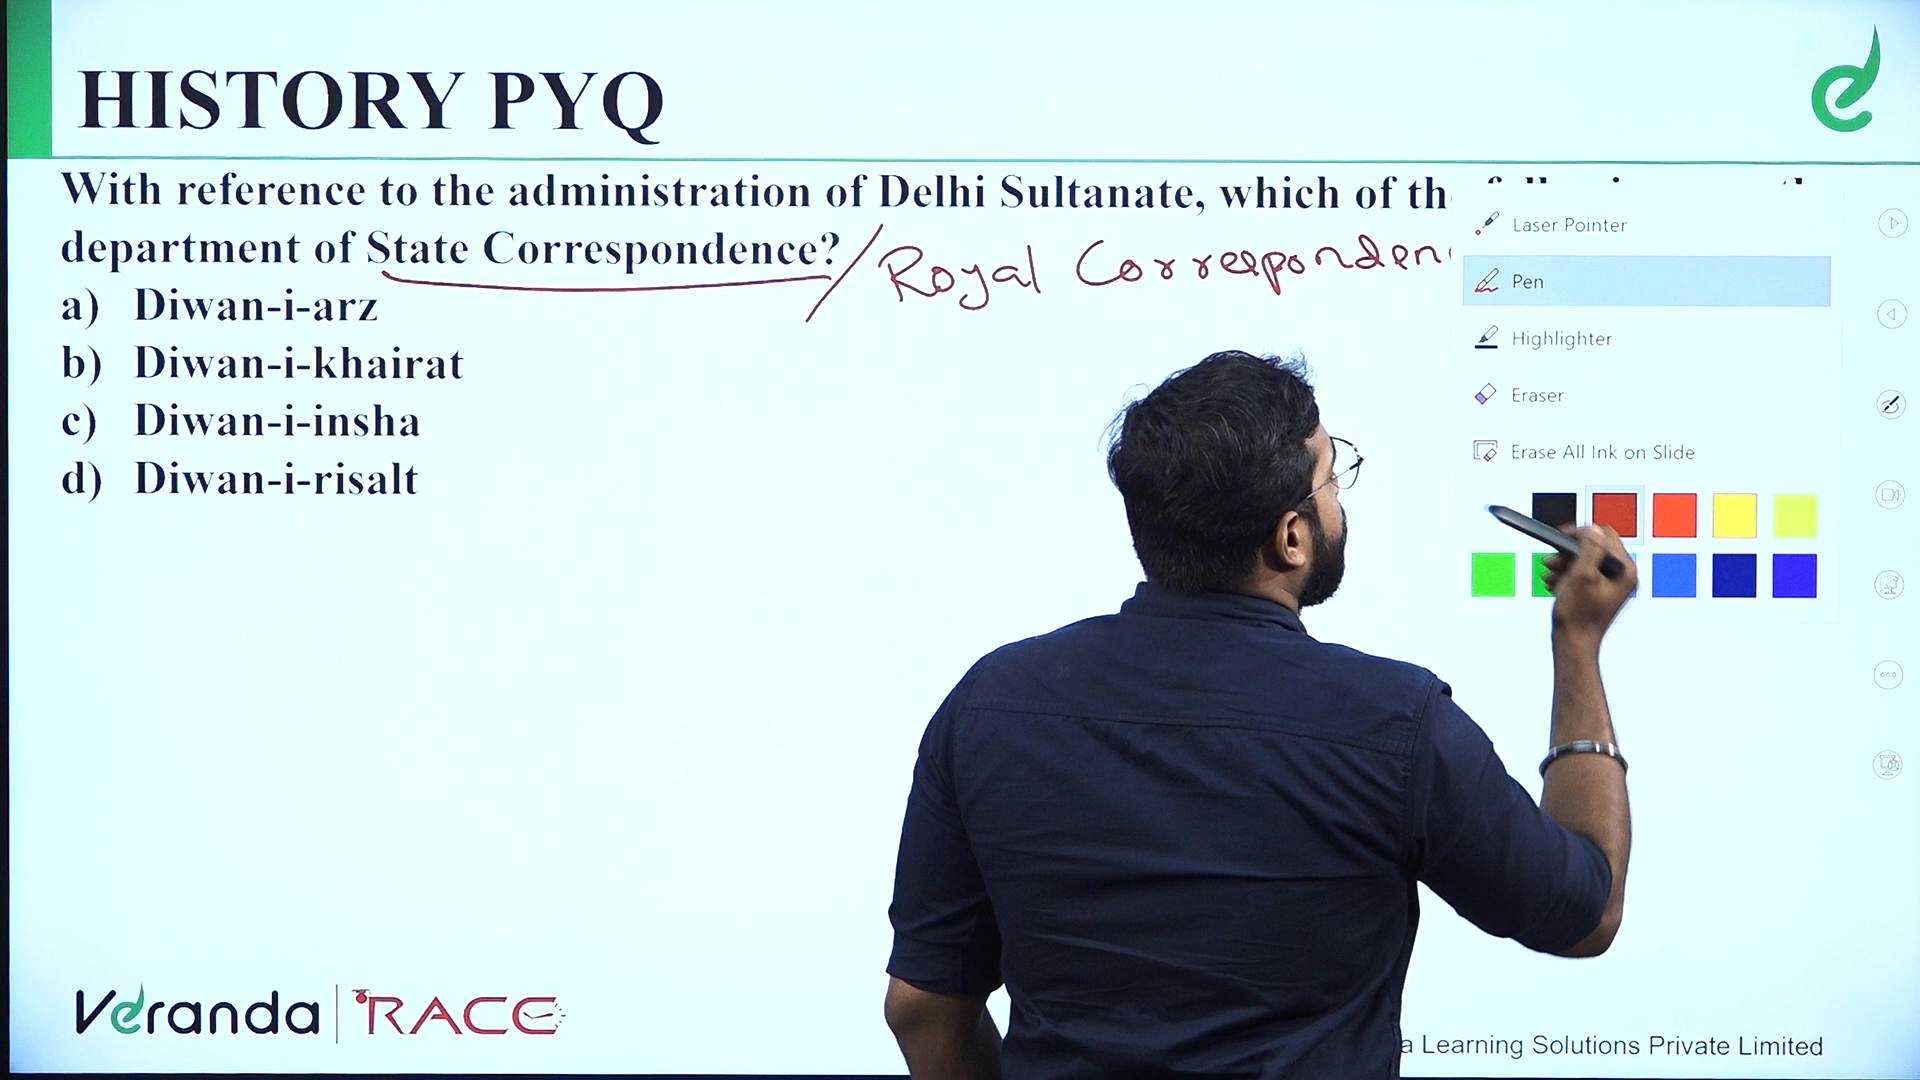 HISTORY PYQ
With reference to the administration of Delhi Sultanate, which of
department of State Correspondence? / Royal Corresponden
a) Diwan-i-arz
b) Diwan-i-khairat
c) Diwan-i-insha
d) Diwan-i-risalt
Laser Pointer
Pen
Highlighter
Eraser
Erase All Ink on Slide
Veranda RACE
a Learning Solutions Private Limited